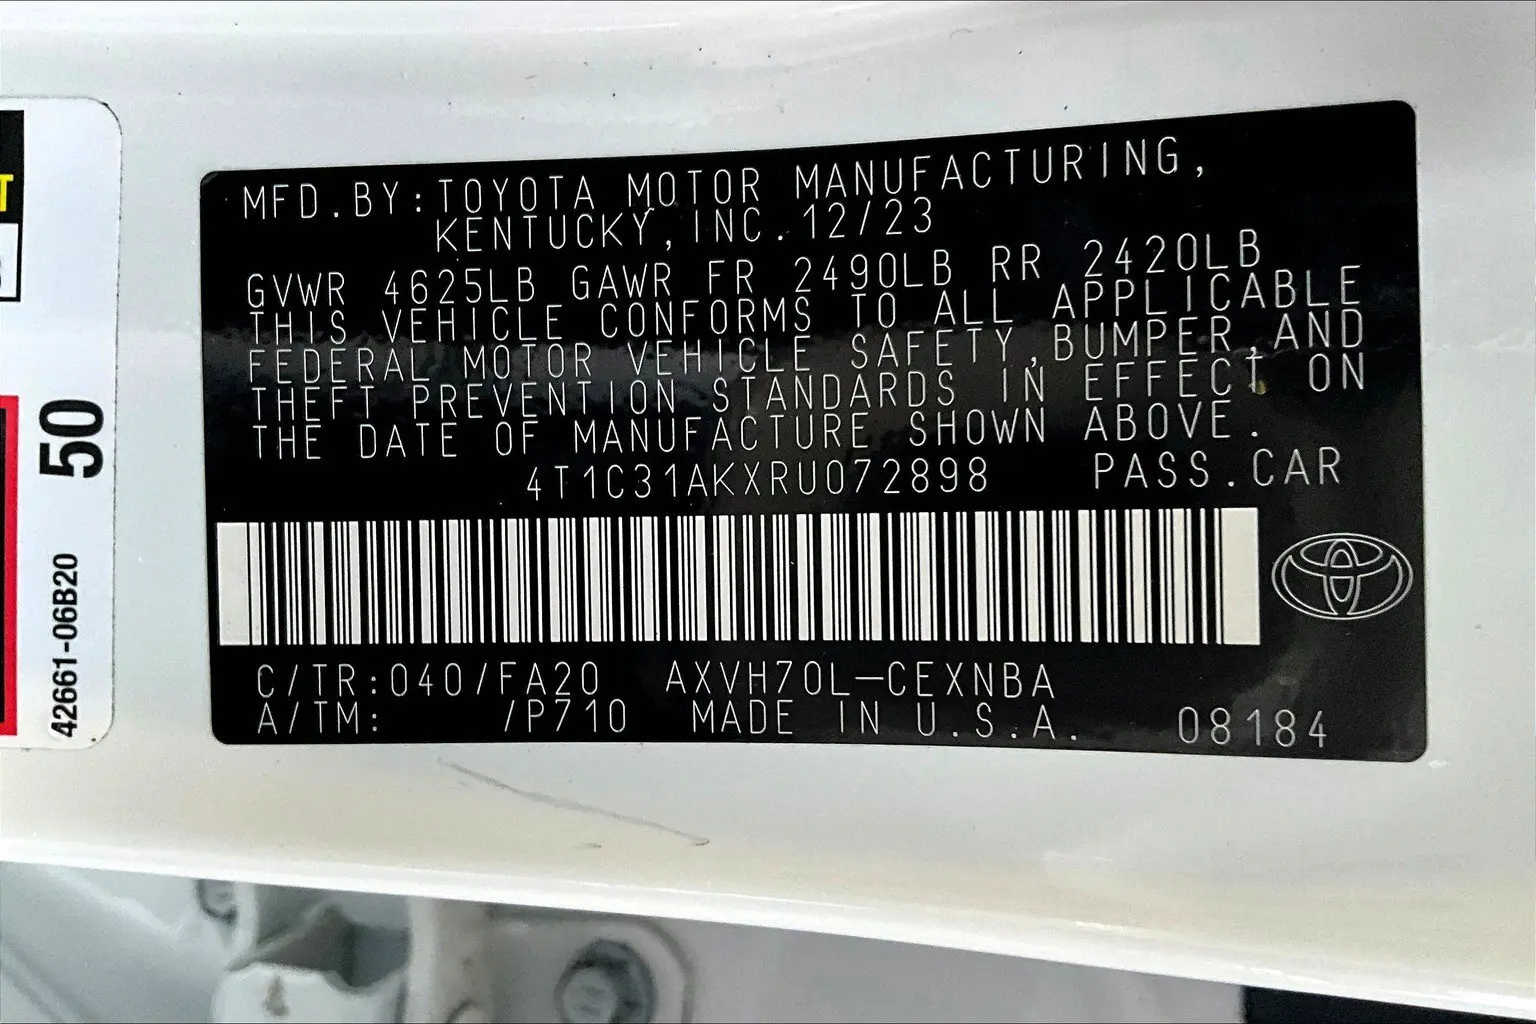 MFD.BY:TOYOTA MOTOR MANUFACTURING,
KENTUCKY,INC.12/23
GVWR 4625LB GAWR FR 2490LB RR 2420LB
THIS VEHICLE CONFORMS TO ALL APPLICABLE
FEDERAL MOTOR VEHICLE SAFETY,BUMPER,AND
THEFT PREVENTION STANDARDS IN EFFECT ON
THE DATE OF MANUFACTURE SHOWN ABOVE.
4T1C31AKXRU072898 PASS.CAR
C/TR:040/FA20 AXVH70L-CEXNBA
A/TM: /P710 MADE IN U.S.A. 08184
50
42661-06B20
T